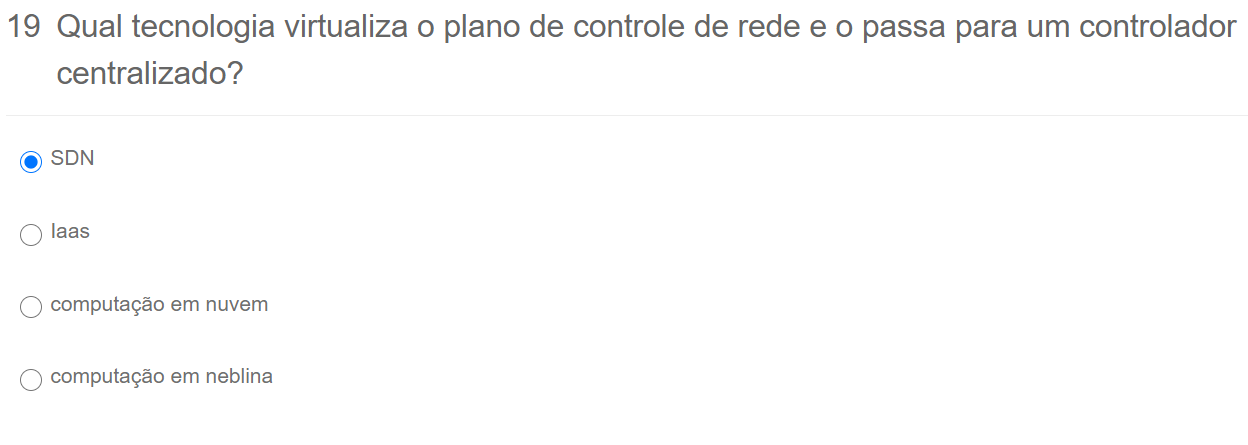 19 Qual tecnologia virtualiza o plano de controle de rede e o passa para um controlador
centralizado?
SDN
Iaas
computação em nuvem
computação em neblina